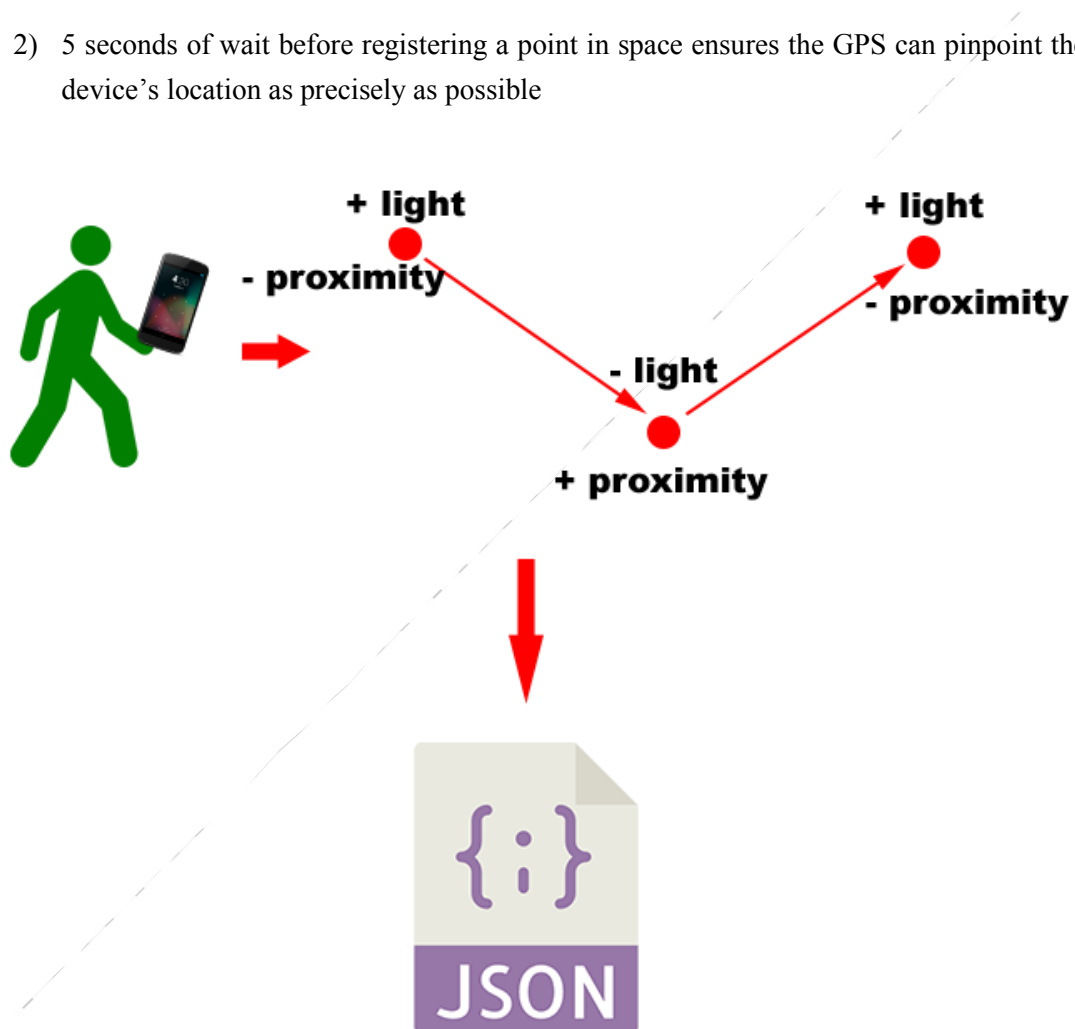 2) 5 seconds of wait before registering a point in space ensures the GPS can pinpoint the
device’s location as precisely as possible
+ light
+ light
- proximity
- proximity
- light
+ proximity
{;}
JSON